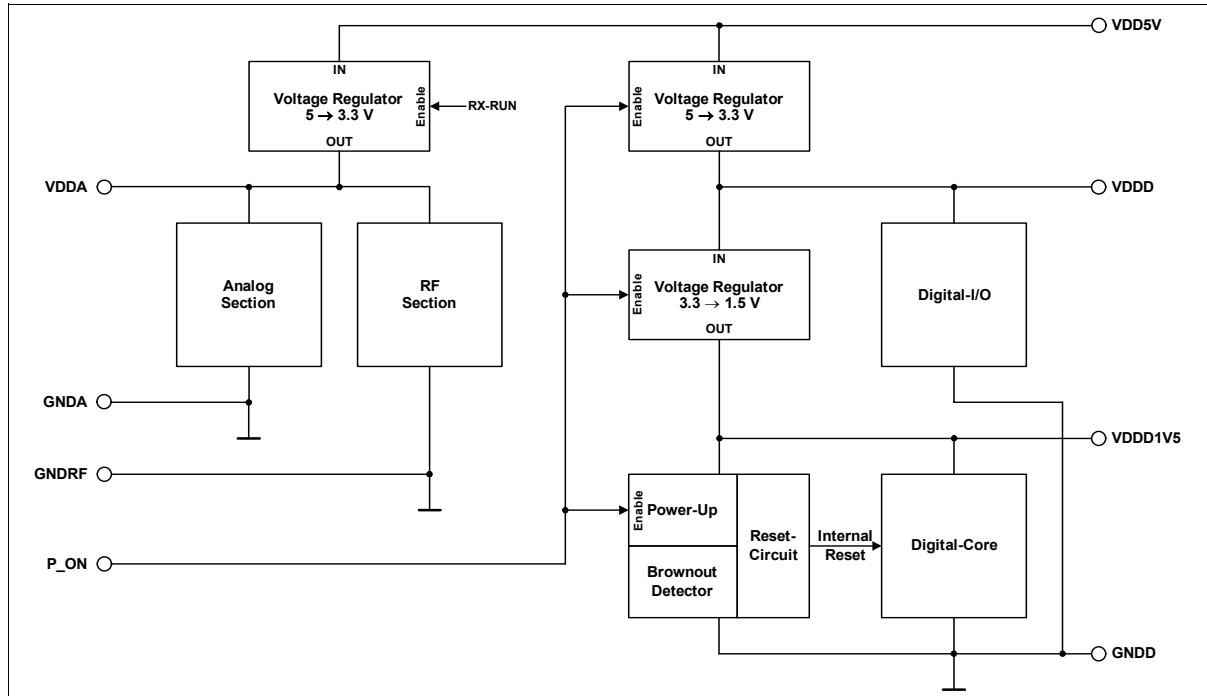 VDD5V
IN
Voltage Regulator
5 → 3.3 V
Enable
OUT
RX-RUN
IN
Enable
Voltage Regulator
5 → 3.3 V
OUT
VDDA
VDDD
Analog
Section
RF
Section
IN
Enable
Voltage Regulator
3.3 → 1.5 V
OUT
Digital-I/O
GNDA
VDDD1V5
GNDRF
Enable
Power-Up
Brownout
Detector
Reset-
Circuit
Internal
Reset
Digital-Core
P_ON
GNDD